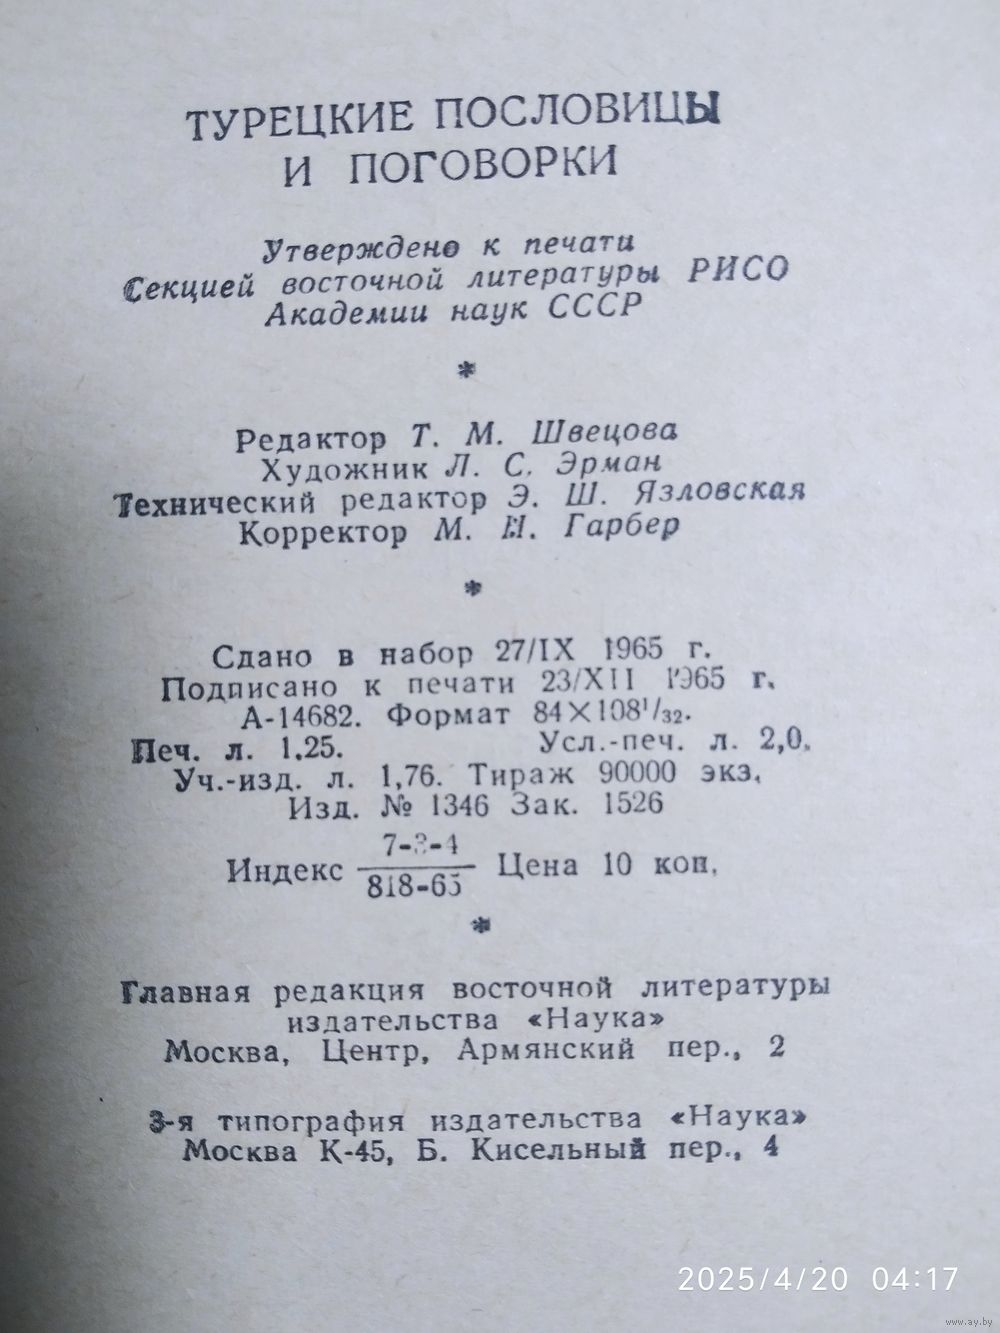 ТУРЕЦКИЕ ПОСЛОВИЦЫ
И ПОГОВОРКИ
Утверждено к печати
Секцией восточной литературы РИСО
Академии наук СССР
*
Редактор Т. М. Швецова
Художник Л. С. Эрман
Технический редактор Э. Ш. Язловская
Корректор М. Н. Гарбер
*
Сдано в набор 27/IX 1965 г.
Подписано к печати 23/XII 1965 г.
А-14682. Формат 84×108¹/₃₂.
Печ. л. 1,25. Усл.-печ. л. 2,0.
Уч.-изд. л. 1,76. Тираж 90000 экз.
Изд. № 1346 Зак. 1526
7-3-4
Индекс Цена 10 коп.
818-65
*
Главная редакция восточной литературы
издательства «Наука»
Москва, Центр, Армянский пер., 2
3-я типография издательства «Наука»
Москва К-45, Б. Кисельный пер., 4
2025/4/20 04:17
www.ay.by